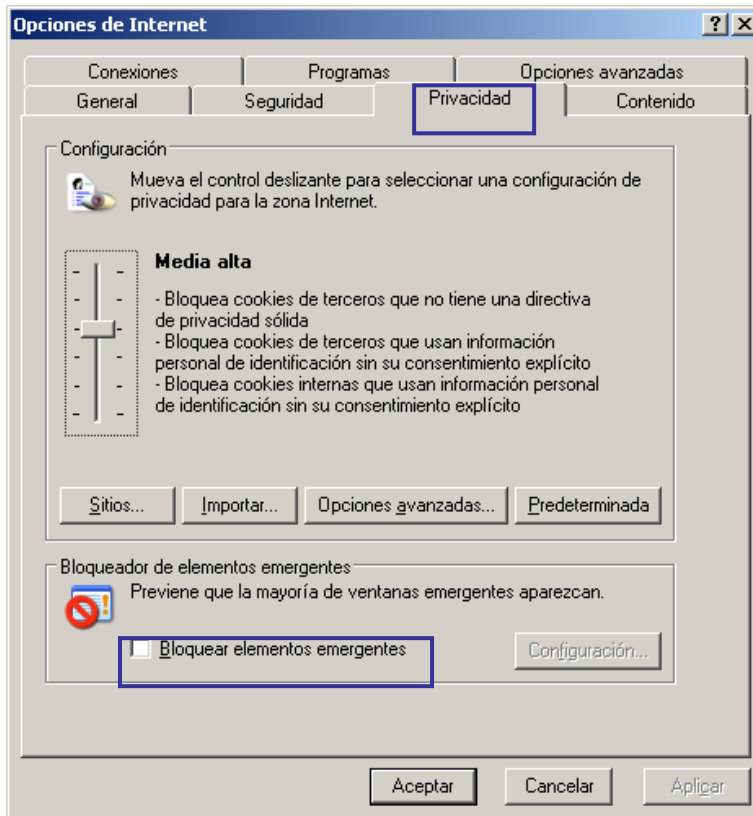 Opciones de Internet
Conexiones Programas Opciones avanzadas
General Seguridad Privacidad Contenido
Configuración
Mueva el control deslizante para seleccionar una configuración de
privacidad para la zona Internet.
Media alta
- Bloquea cookies de terceros que no tiene una directiva
de privacidad sólida
- Bloquea cookies de terceros que usan información
personal de identificación sin su consentimiento explícito
- Bloquea cookies internas que usan información personal
de identificación sin su consentimiento explícito
Sitios... Importar... Opciones avanzadas... Predeterminada
Bloqueador de elementos emergentes
Previene que la mayoría de ventanas emergentes aparezcan.
Bloquear elementos emergentes Configuración...
Aceptar Cancelar Aplicar